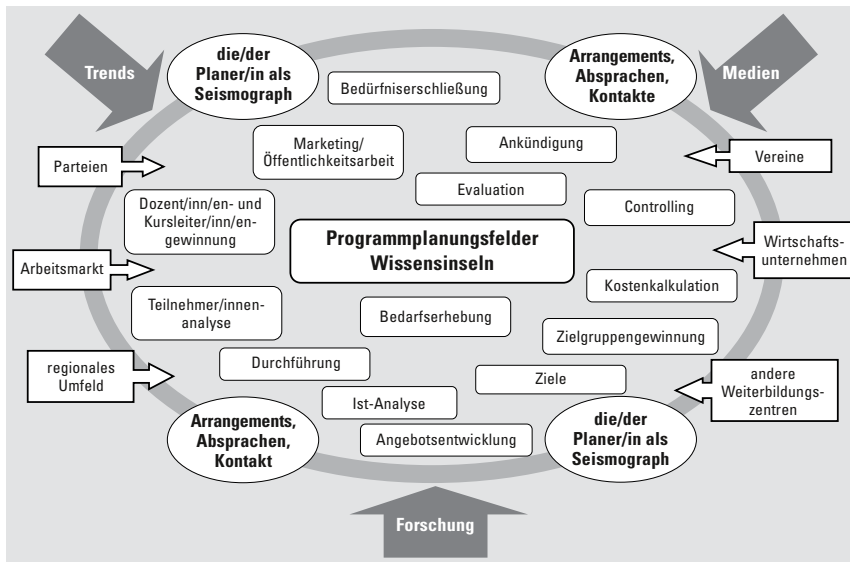 Trends
die/der
Planer/in als
Seismograph
Arrangements,
Absprachen,
Kontakte
Medien
Bedürfniserschließung
Marketing/
Öffentlichkeitsarbeit
Ankündigung
Parteien
Vereine
Evaluation
Dozent/inn/en- und
Kursleiter/inn/en-
gewinnung
Controlling
Programmplanungsfelder
Wissensinseln
Wirtschafts-
unternehmen
Arbeitsmarkt
Kostenkalkulation
Teilnehmer/innen-
analyse
Bedarfserhebung
Zielgruppengewinnung
regionales
Umfeld
Durchführung
Ziele
andere
Weiterbildungs-
zentren
Ist-Analyse
Arrangements,
Absprachen,
Kontakt
Angebotsentwicklung
die/der
Planer/in als
Seismograph
Forschung